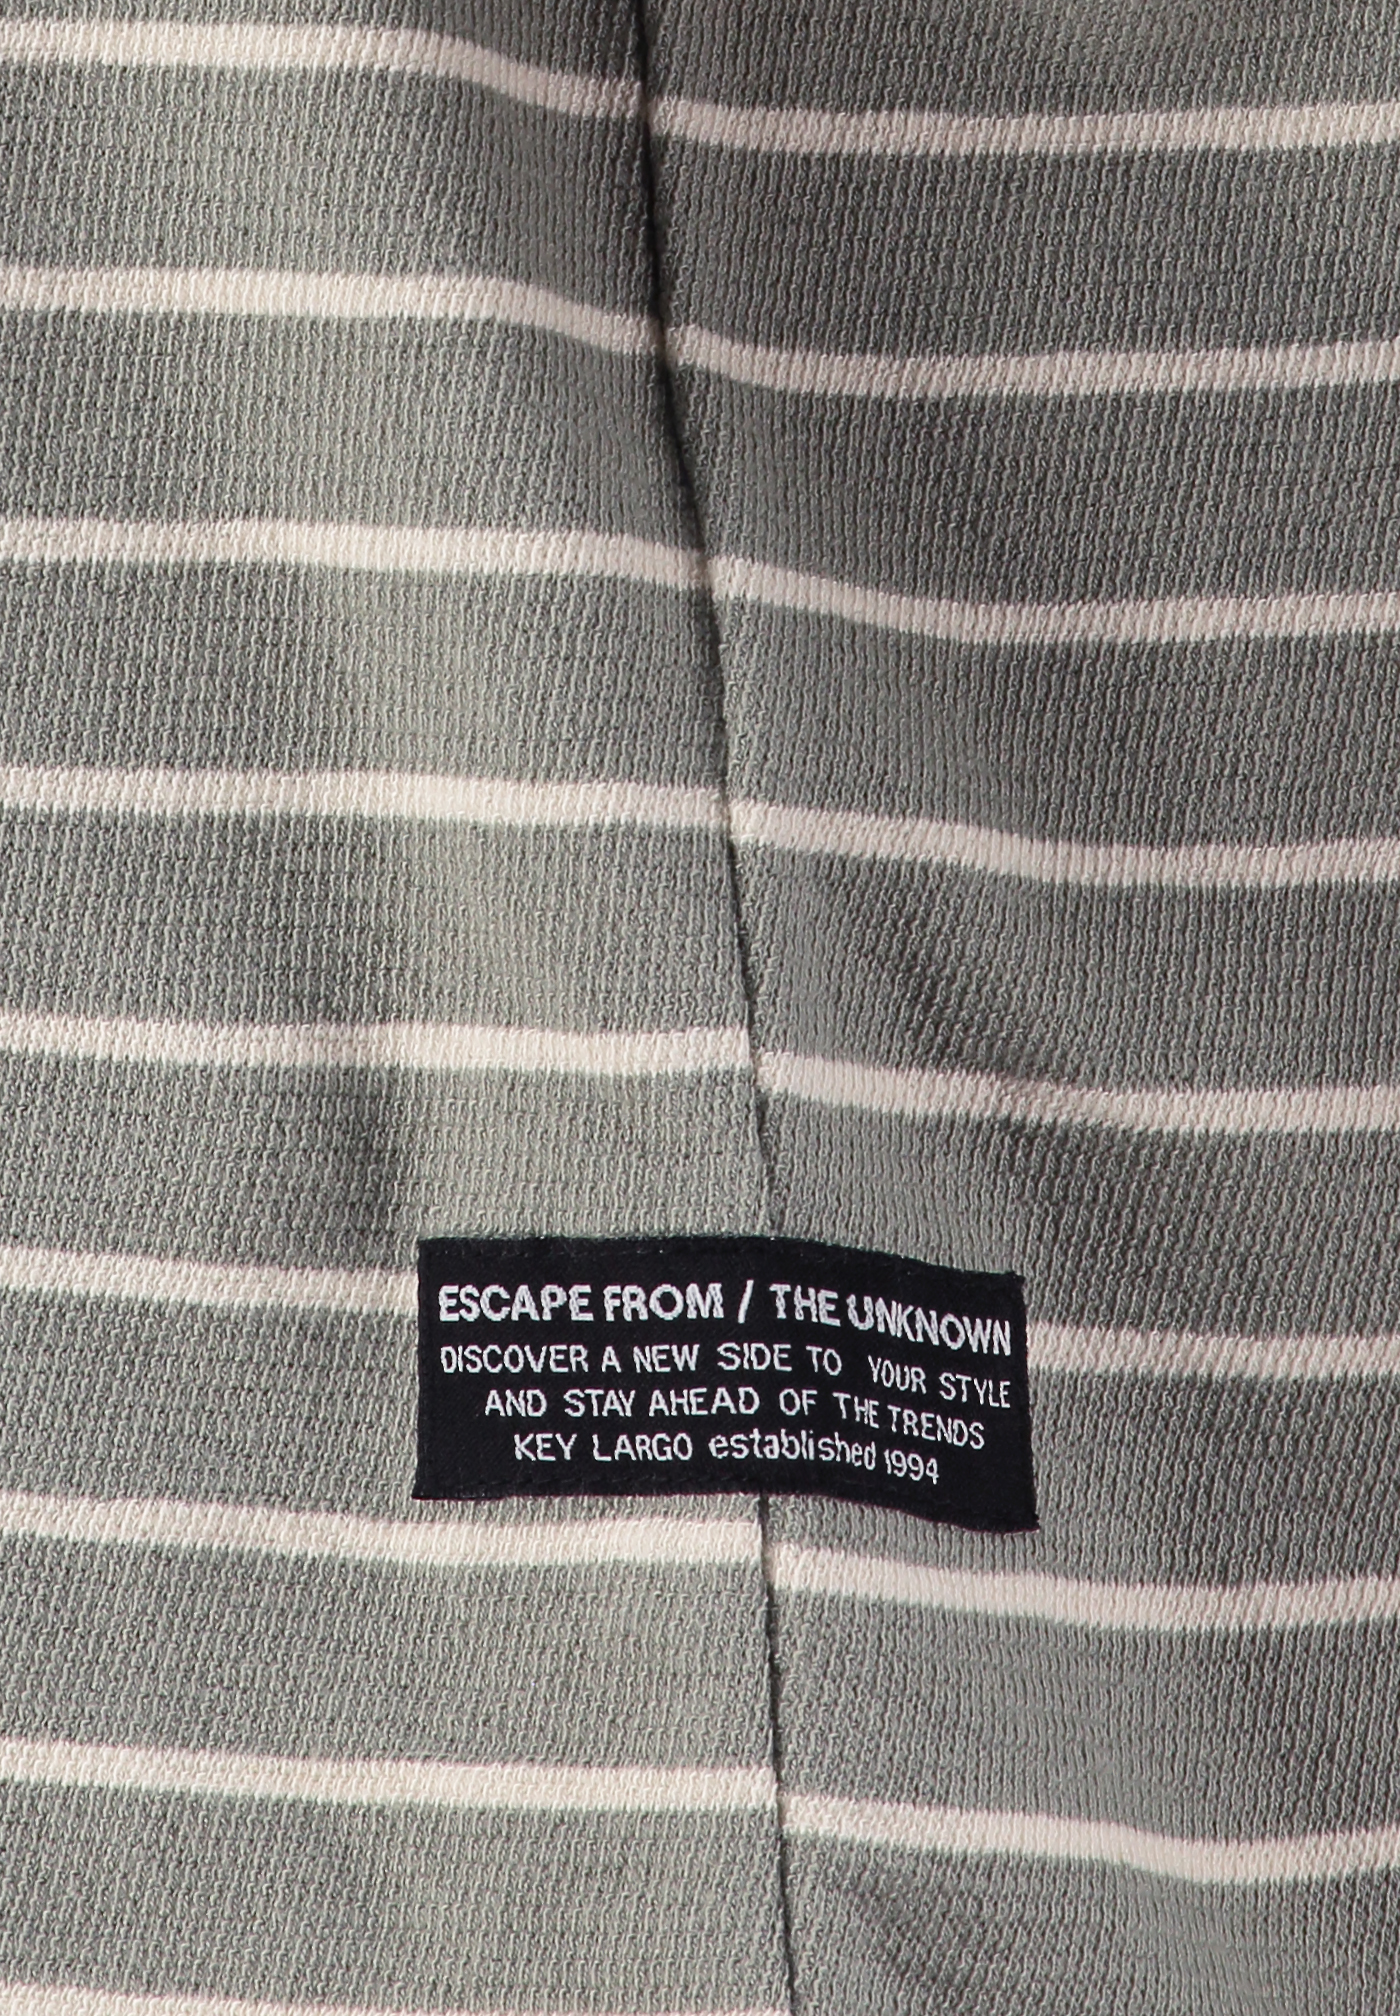 ESCAPE FROM / THE UNKNOWN
DISCOVER A NEW SIDE TO YOUR STYLE
AND STAY AHEAD OF THE TRENDS
KEY LARGO established 1994